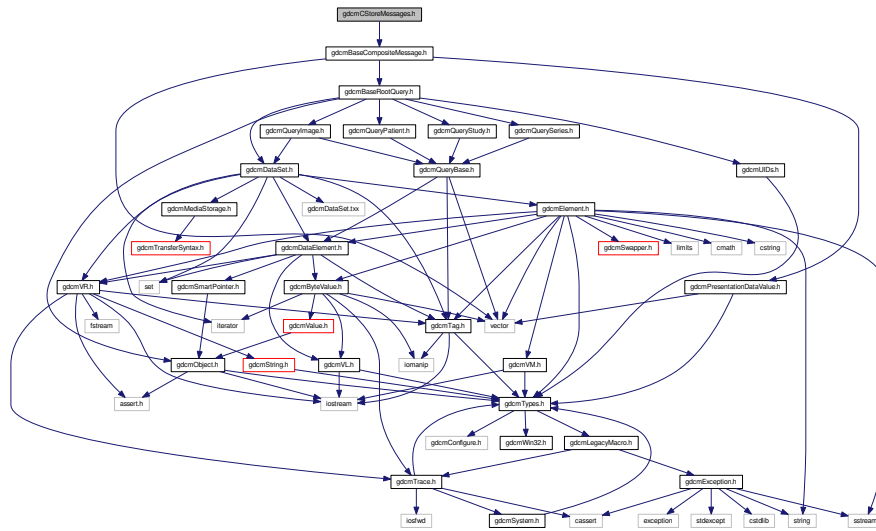 gdcmCStoreMessages.h
gdcmBaseCompositeMessage.h
gdcmBaseRootQuery.h
gdcmQueryImage.h
gdcmQueryPatient.h
gdcmQueryStudy.h
gdcmQuerySeries.h
gdcmDataSet.h
gdcmQueryBase.h
gdcmUIDs.h
gdcmMediaStorage.h
gdcmDataSet.txx
gdcmElement.h
gdcmTransferSyntax.h
gdcmDataElement.h
gdcmSwapper.h
limits
cmath
cstring
gdcmVR.h
set
gdcmSmartPointer.h
gdcmByteValue.h
gdcmPresentationDataValue.h
fstream
iterator
gdcmValue.h
gdcmTag.h
vector
gdcmObject.h
gdcmString.h
gdcmVL.h
iomanip
gdcmVM.h
assert.h
iostream
gdcmTypes.h
gdcmConfigure.h
gdcmWin32.h
gdcmLegacyMacro.h
gdcmTrace.h
gdcmException.h
iosfwd
gdcmSystem.h
cassert
exception
stdexcept
cstdlib
string
sstream